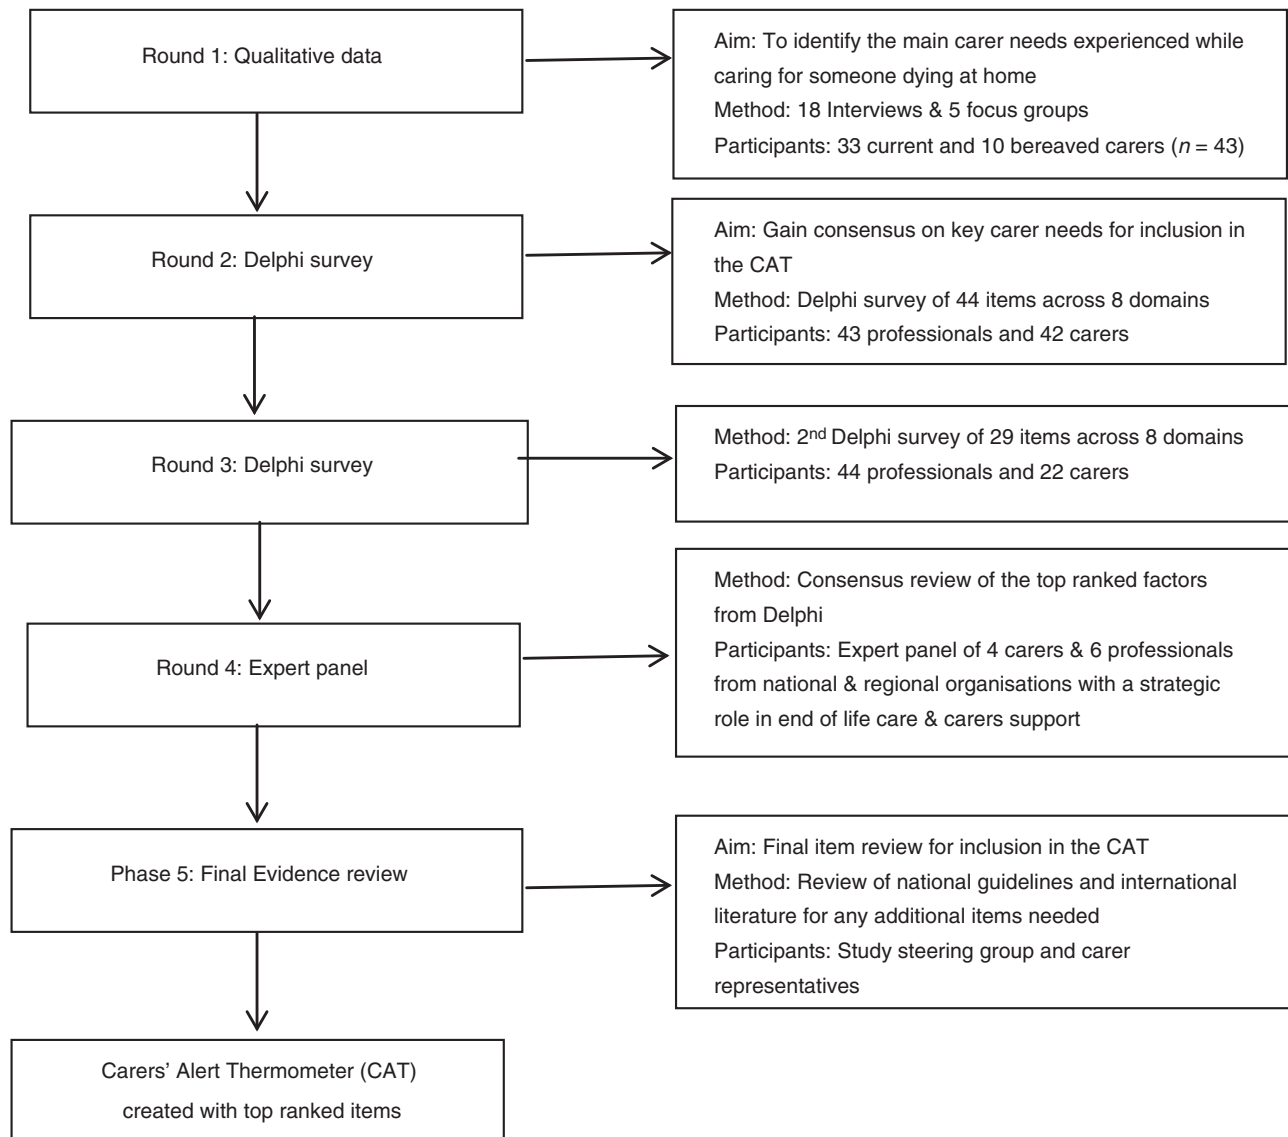 Round 1: Qualitative data
Aim: To identify the main carer needs experienced while
caring for someone dying at home
Method: 18 Interviews & 5 focus groups
Participants: 33 current and 10 bereaved carers (n = 43)
Round 2: Delphi survey
Aim: Gain consensus on key carer needs for inclusion in
the CAT
Method: Delphi survey of 44 items across 8 domains
Participants: 43 professionals and 42 carers
Round 3: Delphi survey
Method: 2nd Delphi survey of 29 items across 8 domains
Participants: 44 professionals and 22 carers
Round 4: Expert panel
Method: Consensus review of the top ranked factors
from Delphi
Participants: Expert panel of 4 carers & 6 professionals
from national & regional organisations with a strategic
role in end of life care & carers support
Phase 5: Final Evidence review
Aim: Final item review for inclusion in the CAT
Method: Review of national guidelines and international
literature for any additional items needed
Participants: Study steering group and carer
representatives
Carers’ Alert Thermometer (CAT)
created with top ranked items